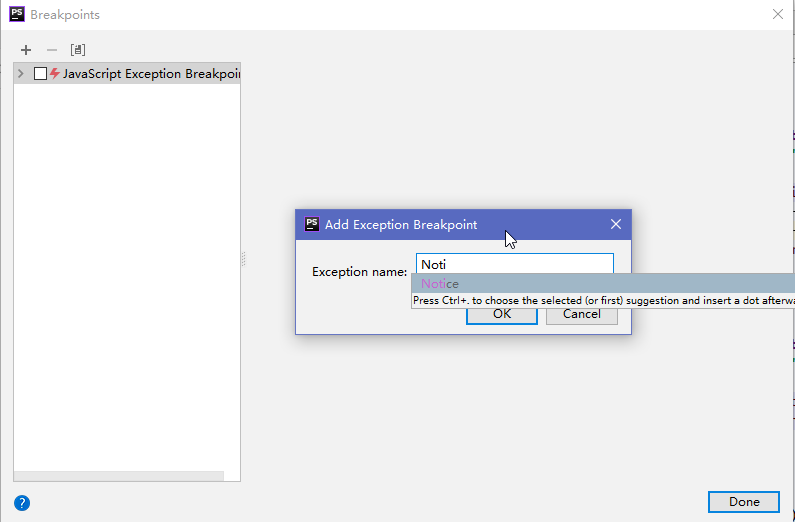 PS Breakpoints
JavaScript Exception Breakpoin
PS Add Exception Breakpoint
Exception name: Noti
Notice
Press Ctrl+. to choose the selected (or first) suggestion and insert a dot afterwa
OK Cancel
? Done